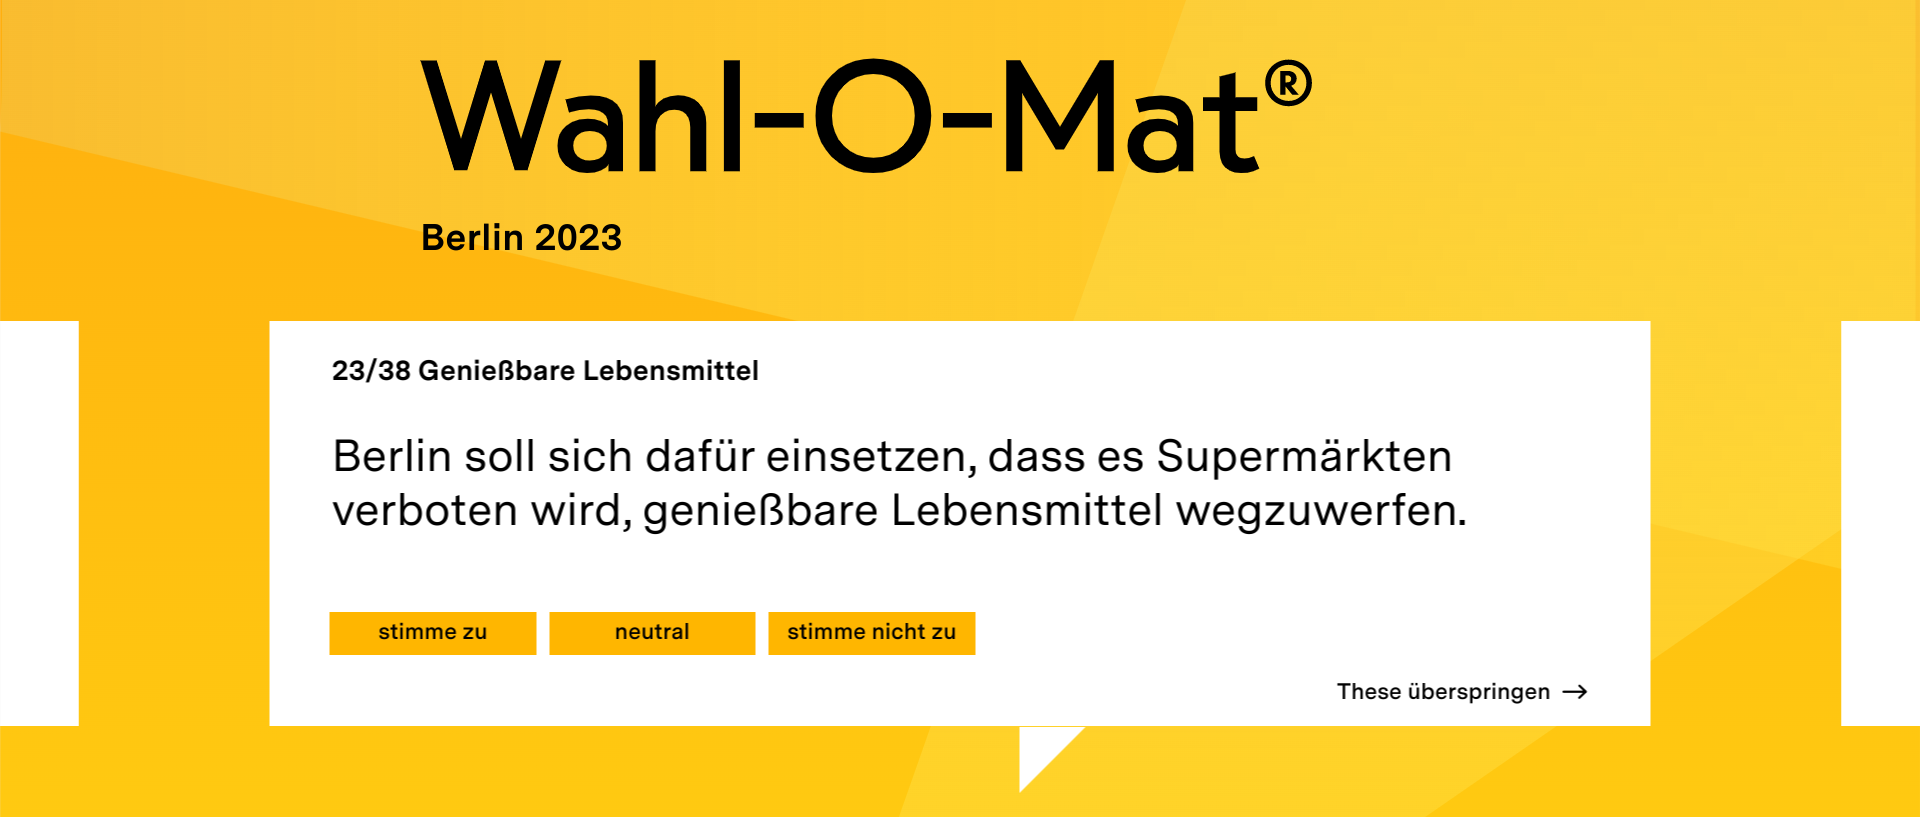 Wahl-O-Mat®
Berlin 2023
23/38 Genießbare Lebensmittel
Berlin soll sich dafür einsetzen, dass es Supermärkten
verboten wird, genießbare Lebensmittel wegzuwerfen.
stimme zu
neutral
stimme nicht zu
These überspringen →